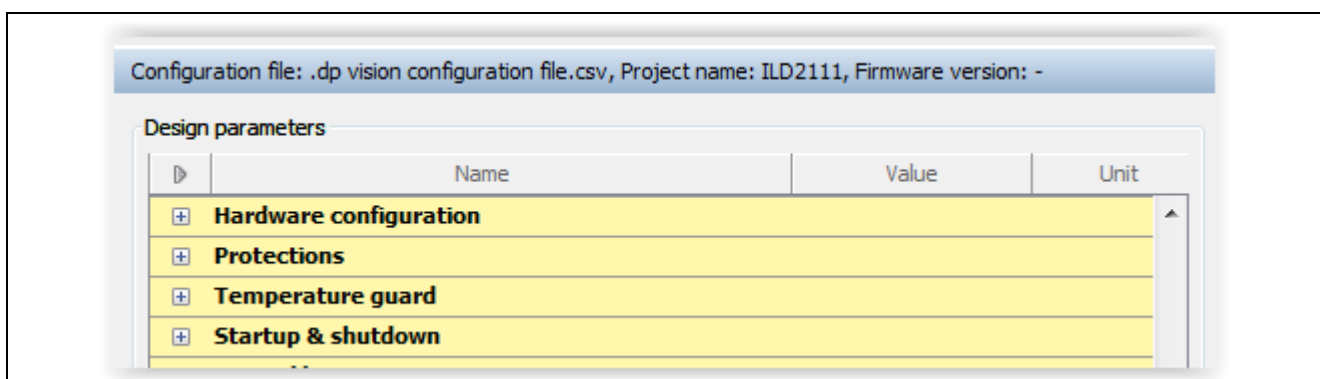 Configuration file: .dp vision configuration file.csv, Project name: ILD2111, Firmware version: -
Design parameters
Name Value Unit
Hardware configuration
Protections
Temperature guard
Startup & shutdown